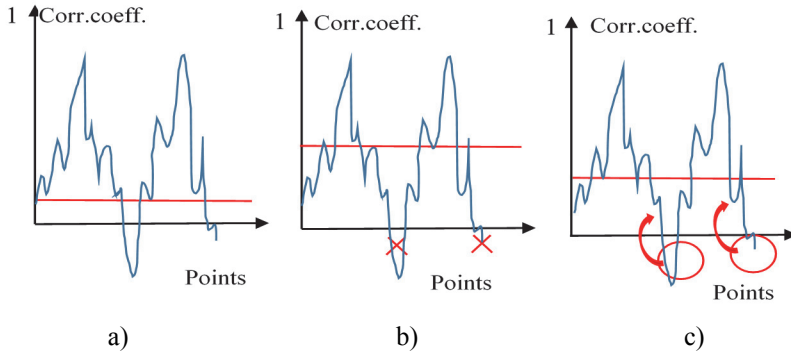 1 Corr.coeff.
Points
a)
1 Corr.coeff.
Points
b)
1 Corr.coeff.
Points
c)